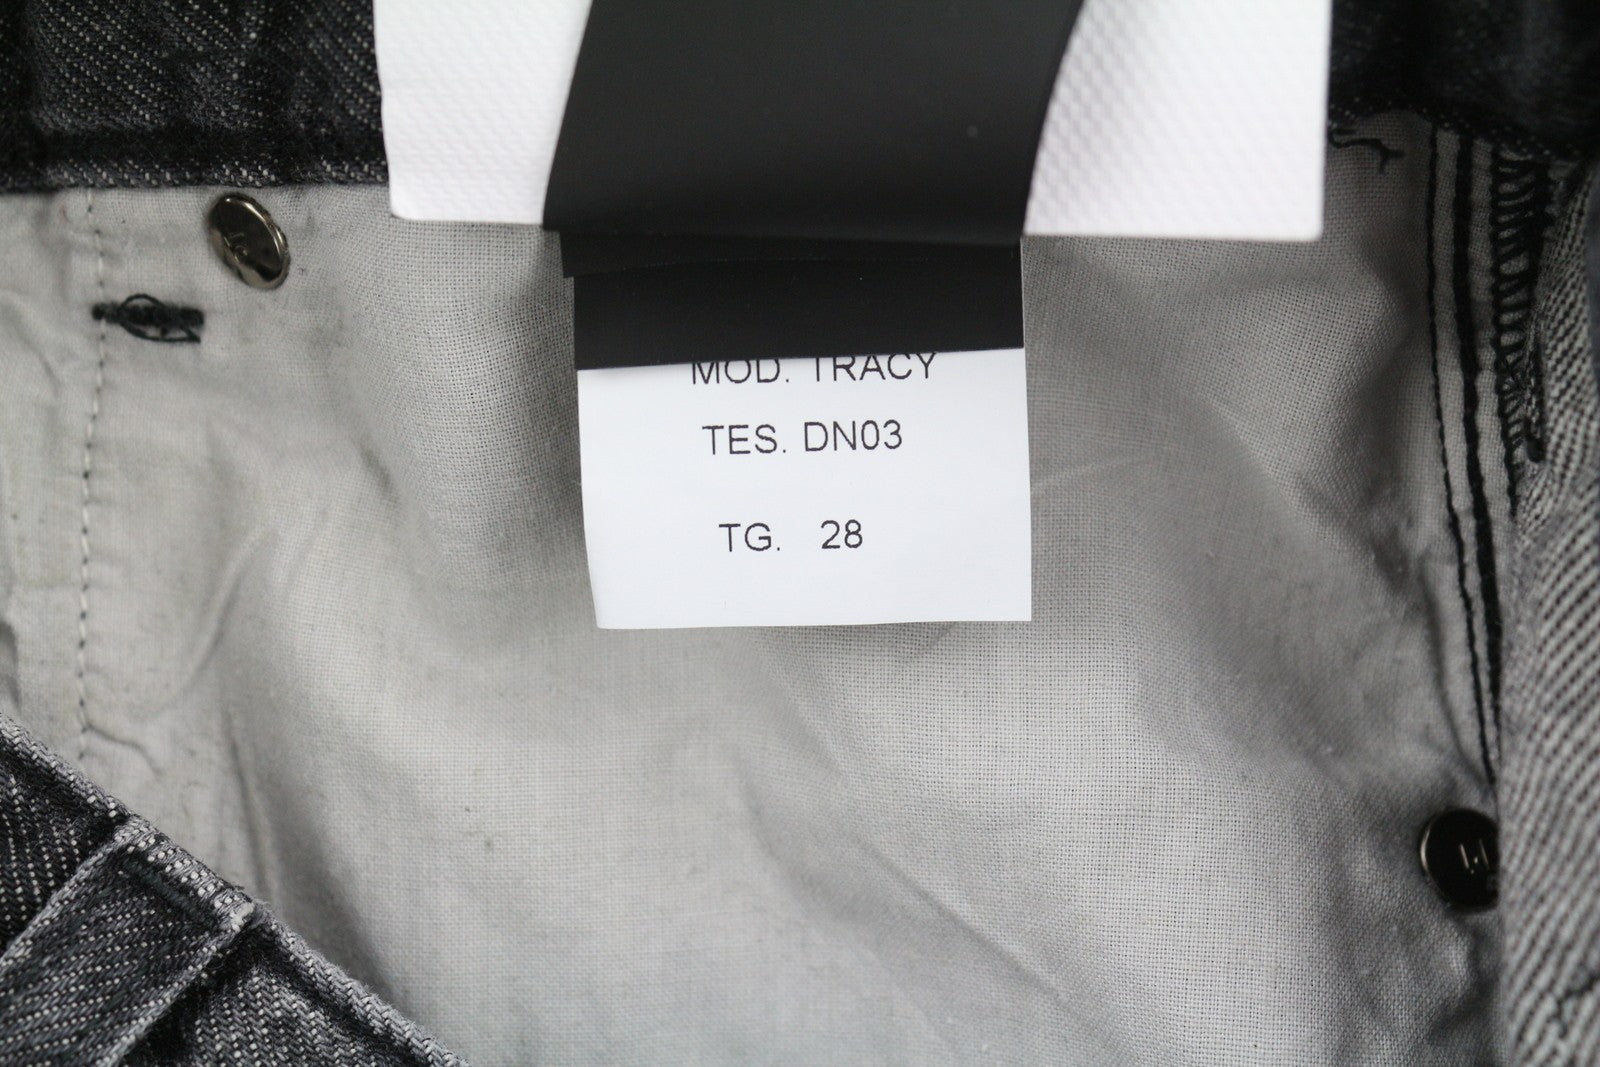 MOD. TRACY
TES. DN03
TG. 28